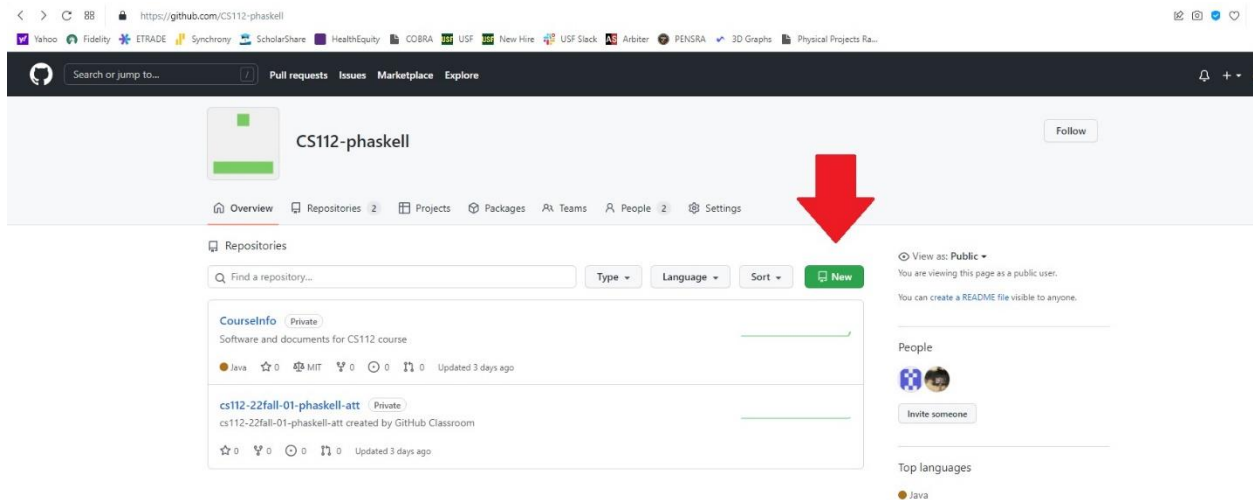 https://github.com/CS112-phaskell
Yahoo Fidelity ETRADE Synchrony ScholarShare HealthEquity COBRA USF USF USF New Hire USF Slack AS Arbiter PENSRA 3D Graphs Physical Projects Ra...
Search or jump to... / Pull requests Issues Marketplace Explore
CS112-phaskell
Follow
Overview Repositories 2 Projects Packages Teams People 2 Settings
Repositories
Find a repository... Type Language Sort New
CourseInfo Private
Software and documents for CS112 course
Java 0 MIT 0 0 0 Updated 3 days ago
cs112-22fall-01-phaskell-att Private
cs112-22fall-01-phaskell-att created by GitHub Classroom
0 0 0 0 Updated 3 days ago
View as: Public
You are viewing this page as a public user.
You can create a README file visible to anyone.
People
Invite someone
Top languages
Java